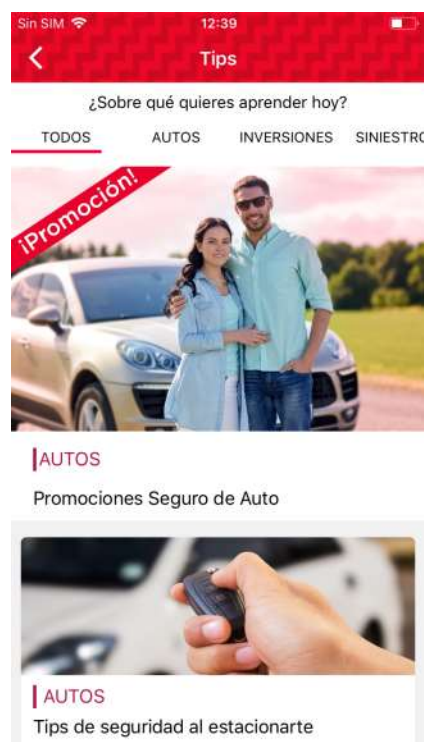 Sin SIM 12:39
Tips
¿Sobre qué quieres aprender hoy?
TODOS AUTOS INVERSIONES SINIESTRO
¡Promoción!
AUTOS
Promociones Seguro de Auto
AUTOS
Tips de seguridad al estacionarte